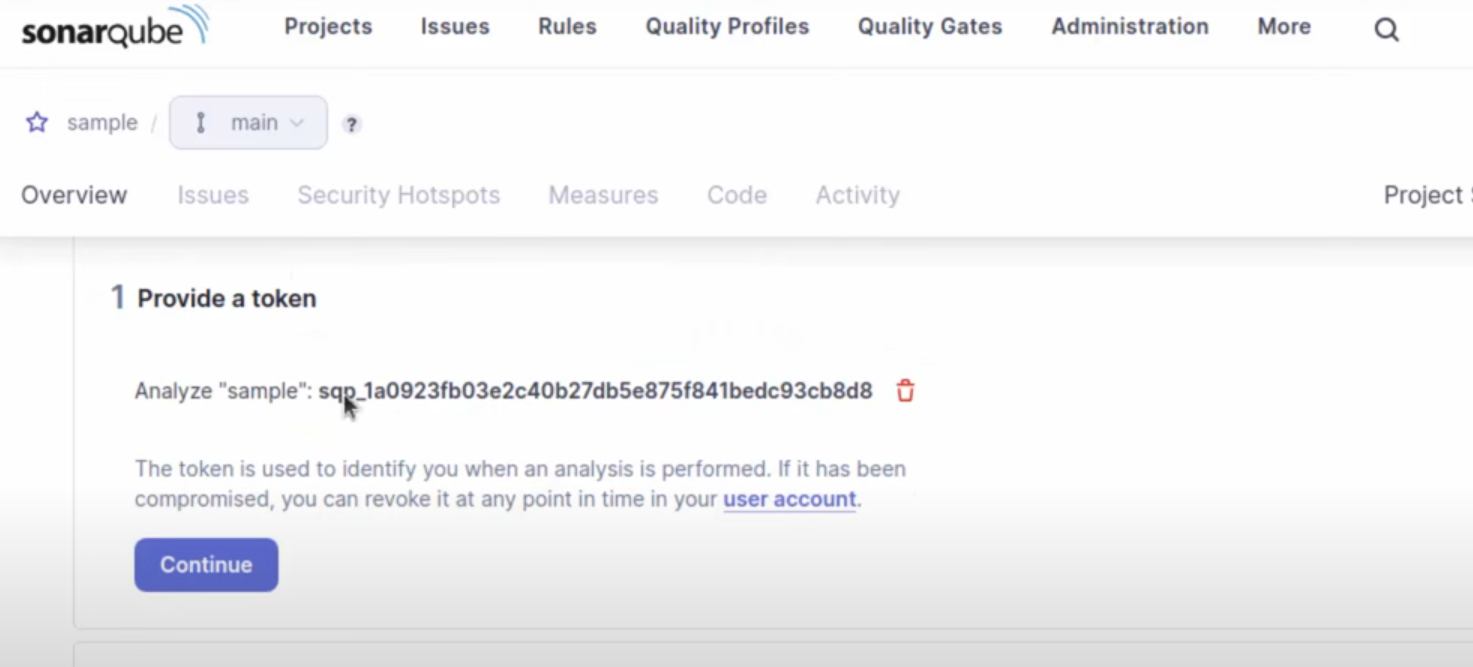 sonarqube Projects Issues Rules Quality Profiles Quality Gates Administration More
sample / main ?
Overview Issues Security Hotspots Measures Code Activity Project
1 Provide a token
Analyze "sample": sqp_1a0923fb03e2c40b27db5e875f841bedc93cb8d8
The token is used to identify you when an analysis is performed. If it has been
compromised, you can revoke it at any point in time in your user account.
Continue